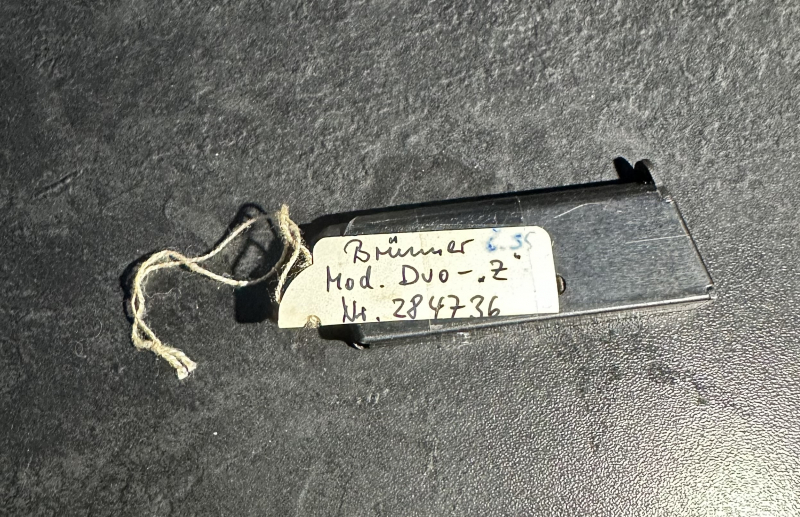 Brünner 6.35
Mod. Duo-„Z"
Nr. 284736